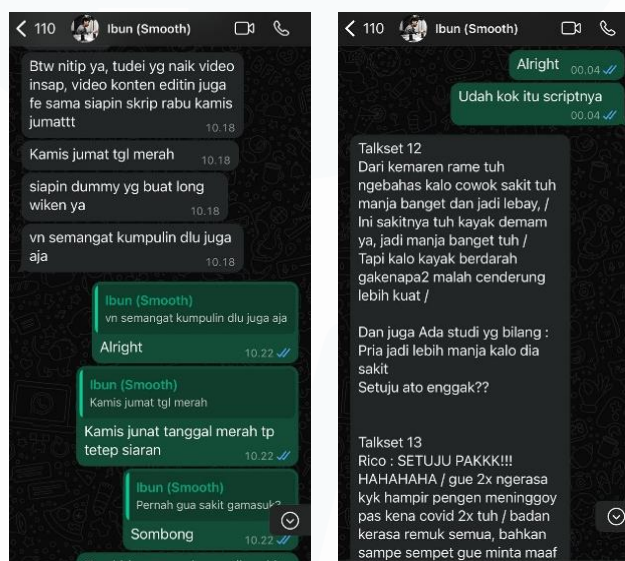 110
Ibun (Smooth)
Btw nitip ya, tudei yg naik video
insap, video konten editin juga
fe sama siapin skrip rabu kamis
jumattt
10.18
Kamis jumat tgl merah
10.18
siapin dummy yg buat long
wiken ya
10.18
vn semangat kumpulin dlu juga
aja
10.18
Ibun (Smooth)
vn semangat kumpulin dlu juga aja
Alright
10.22
Ibun (Smooth)
Kamis jumat tgl merah
Kamis junat tanggal merah tp
tetep siaran
10.22
Ibun (Smooth)
Pernah gua sakit gamasuk?
Sombong
10.22
110
Ibun (Smooth)
Alright
00.04
Udah kok itu scriptnya
00.04
Talkset 12
Dari kemaren rame tuh
ngebahas kalo cowok sakit tuh
manja banget dan jadi lebay, /
Ini sakitnya tuh kayak demam
ya, jadi manja banget tuh /
Tapi kalo kayak berdarah
gakenapa2 malah cenderung
lebih kuat /
Dan juga Ada studi yg bilang :
Pria jadi lebih manja kalo dia
sakit
Setuju ato enggak??
Talkset 13
Rico : SETUJU PAKKK!!!
HAHAHAHA / gue 2x ngerasa
kyk hampir pengen meninggoy
pas kena covid 2x tuh / badan
kerasa remuk semua, bahkan
sampe sempet gue minta maaf